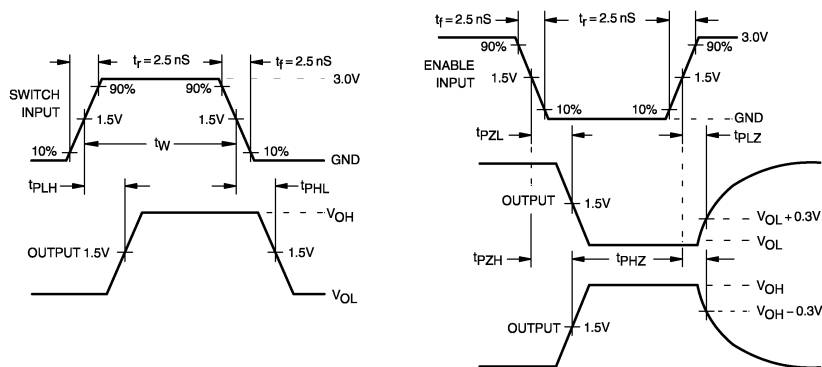 tr = 2.5 nS
tf = 2.5 nS
3.0V
SWITCH
INPUT
90%
90%
1.5V
1.5V
tW
10%
10%
GND
tPLH
tPHL
VOH
OUTPUT 1.5V
1.5V
VOL
tf = 2.5 nS
tr = 2.5 nS
3.0V
90%
90%
ENABLE
INPUT
1.5V
1.5V
10%
10%
GND
tPZL
tPLZ
OUTPUT
1.5V
VOL + 0.3V
VOL
tPZH
tPHZ
VOH
VOH – 0.3V
OUTPUT
1.5V